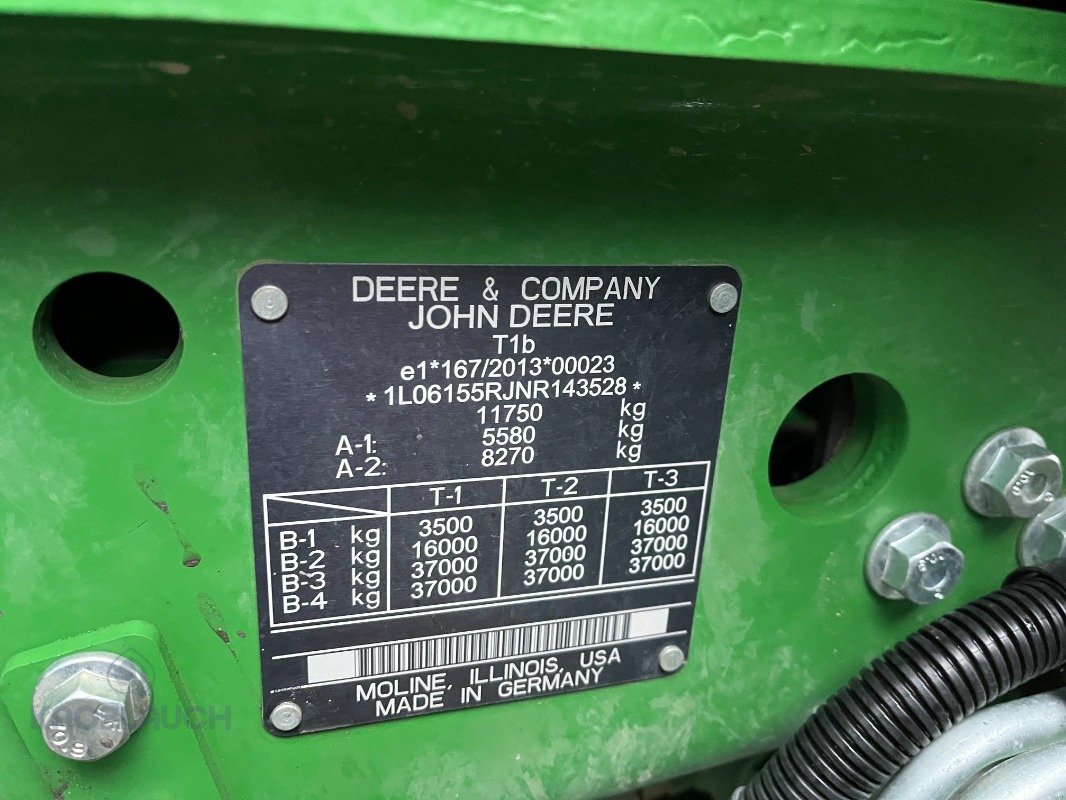 DEERE & COMPANY
JOHN DEERE
T1b
e1*167/2013*00023
* 1L06155RJNR143528 *
11750 kg
A-1: 5580 kg
A-2: 8270 kg
T-1 T-2 T-3
B-1 kg 3500 3500 3500
B-2 kg 16000 16000 16000
B-3 kg 37000 37000 37000
B-4 kg 37000 37000 37000
MOLINE, ILLINOIS, USA
MADE IN GERMANY
10.9